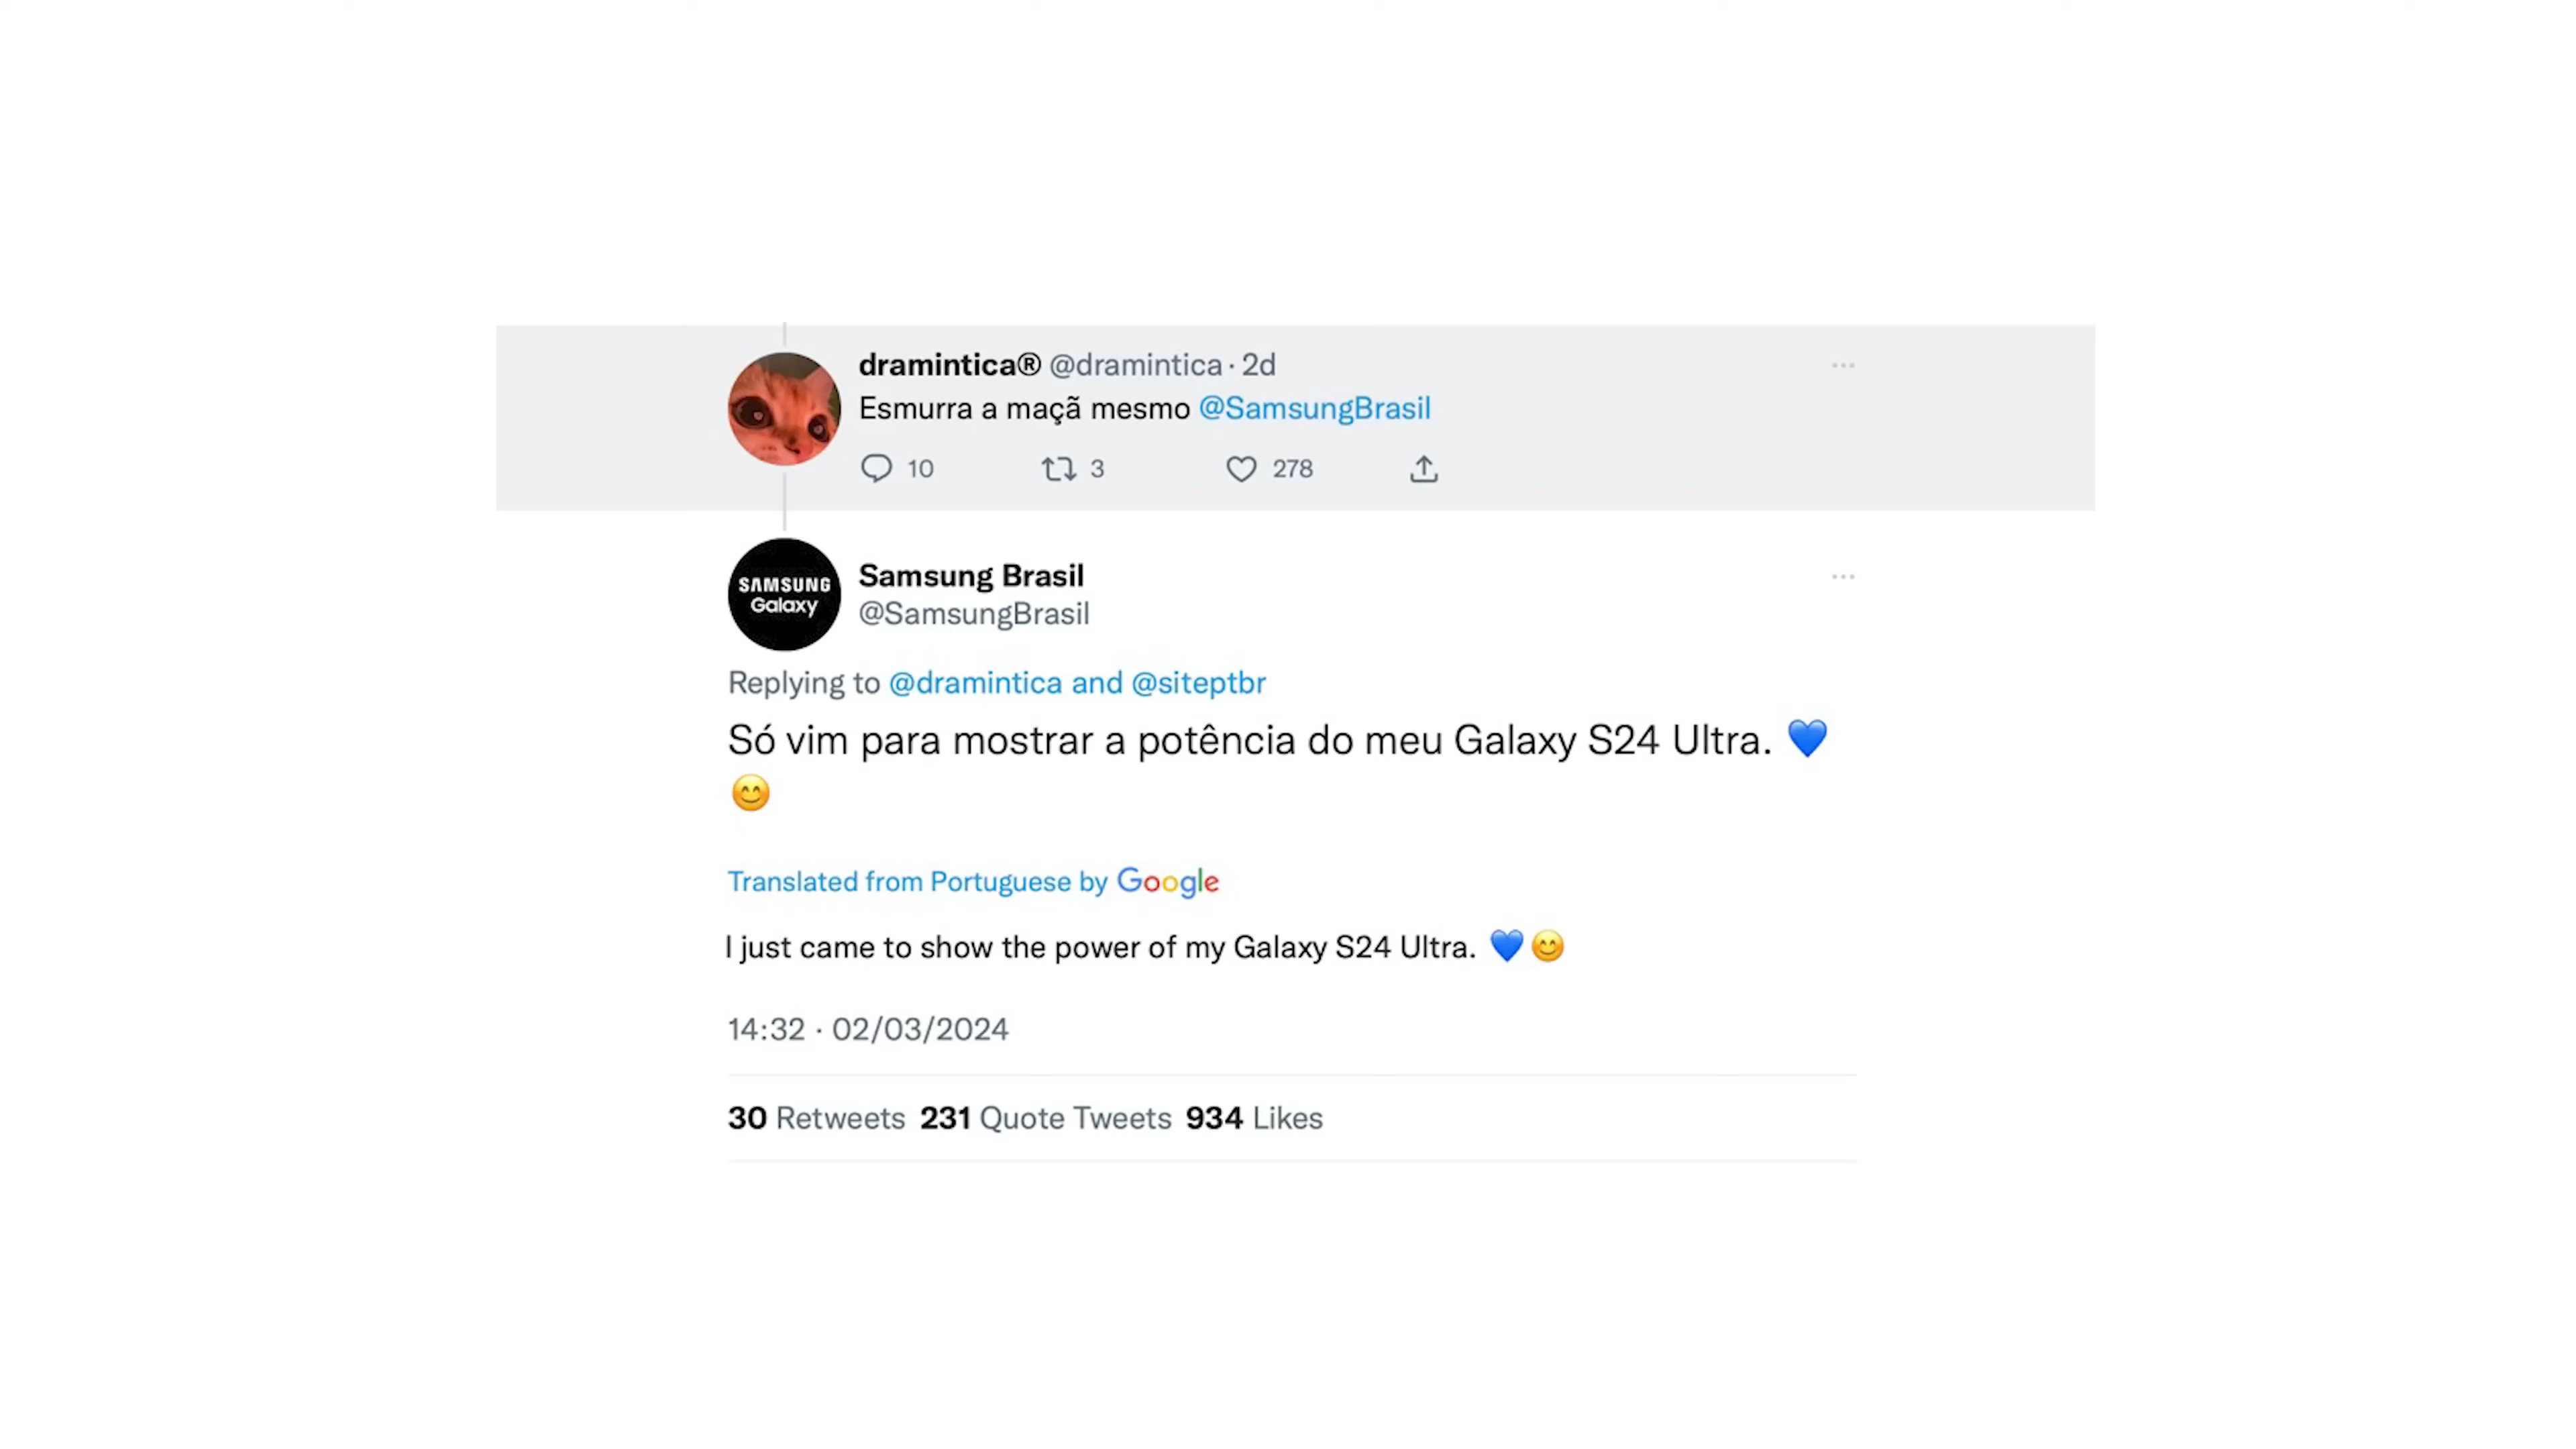 dramintica® @dramintica · 2d
Esmurra a maçã mesmo @SamsungBrasil
10 3 278
SAMSUNG
Galaxy
Samsung Brasil
@SamsungBrasil
Replying to @dramintica and @siteptbr
Só vim para mostrar a potência do meu Galaxy S24 Ultra. 💙
😊
Translated from Portuguese by Google
I just came to show the power of my Galaxy S24 Ultra. 💙😊
14:32 · 02/03/2024
30 Retweets 231 Quote Tweets 934 Likes